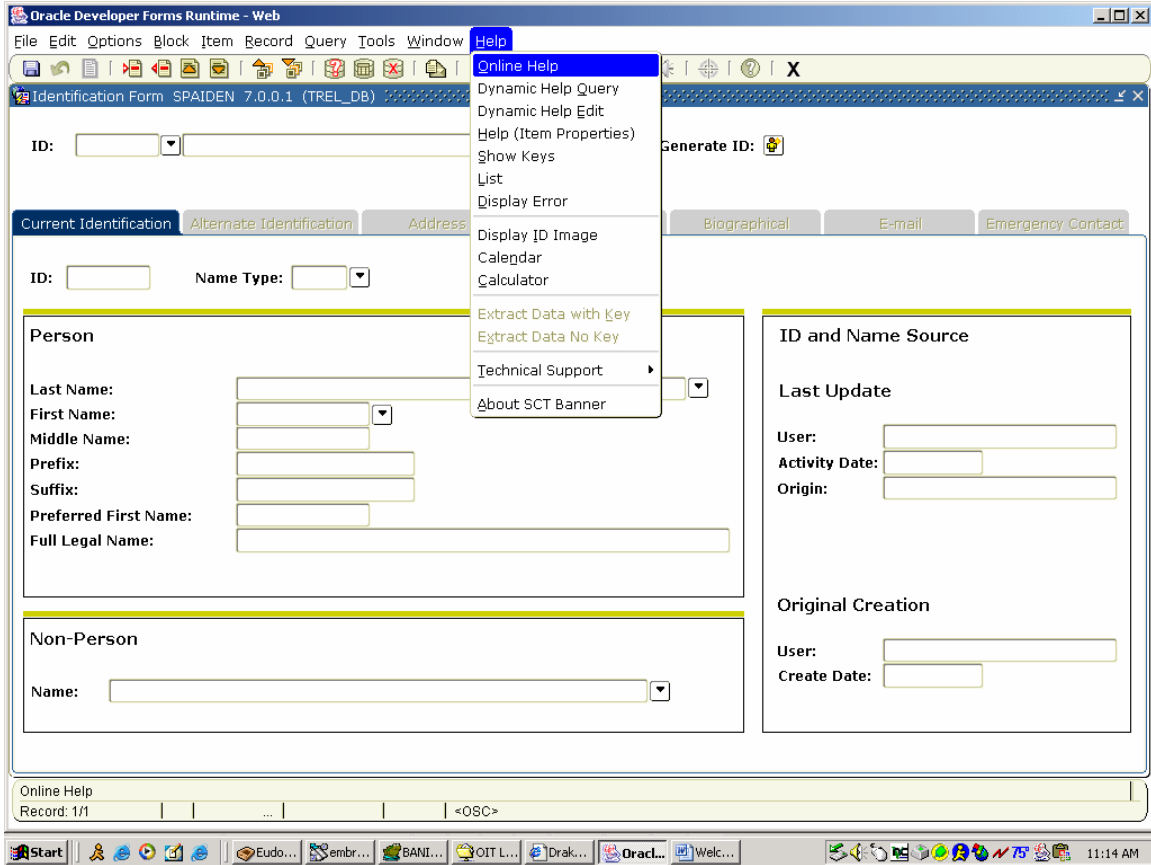 Oracle Developer Forms Runtime - Web
File Edit Options Block Item Record Query Tools Window Help
X
Identification Form SPAIDEN 7.0.0.1 (TREL_DB)
Online Help
Dynamic Help Query
Dynamic Help Edit
Help (Item Properties)
Show Keys
List
Display Error
Display ID Image
Calendar
Calculator
Extract Data with Key
Extract Data No Key
Technical Support
About SCT Banner
ID: Generate ID:
Current Identification Alternate Identification Address Biographical E-mail Emergency Contact
ID: Name Type:
Person
Last Name:
First Name:
Middle Name:
Prefix:
Suffix:
Preferred First Name:
Full Legal Name:
Non-Person
Name:
ID and Name Source
Last Update
User:
Activity Date:
Origin:
Original Creation
User:
Create Date:
Online Help
Record: 1/1 ... <OSC>
Start Eudo... embr... BANI... OIT L... Drak... Oracl... Welc... 75° 11:14 AM